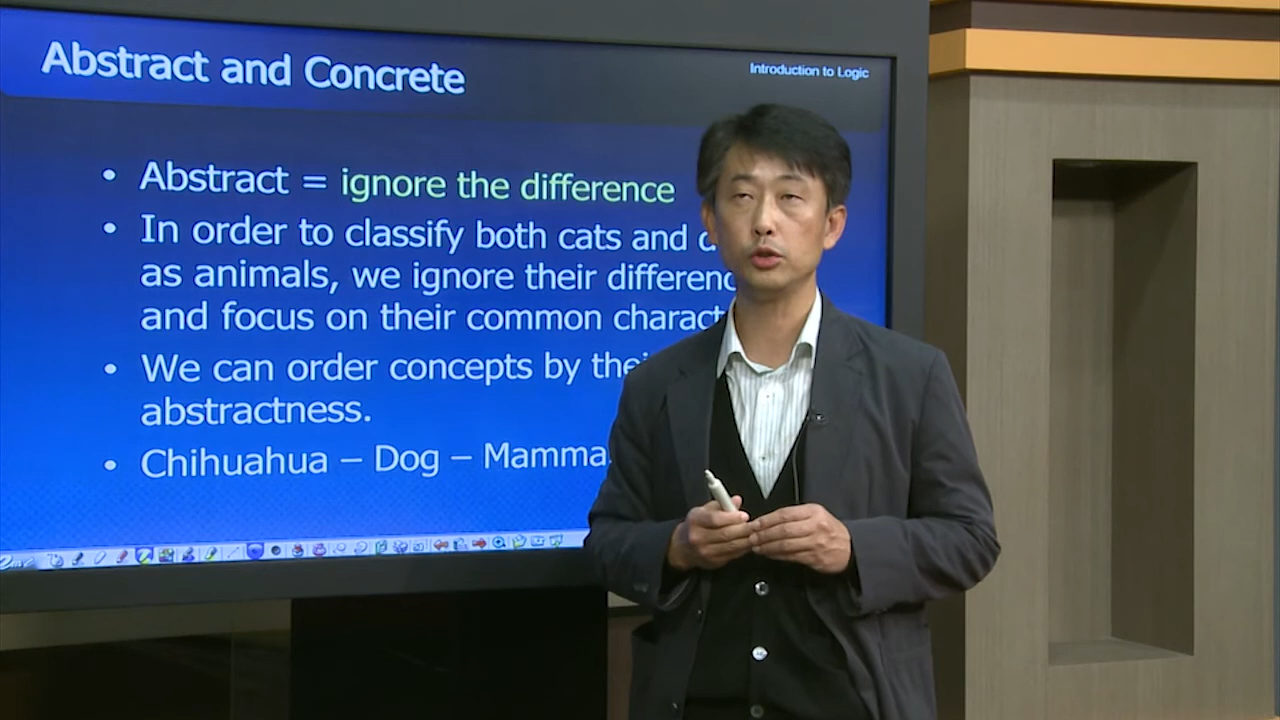 Abstract and Concrete
Introduction to Logic
• Abstract = ignore the difference
• In order to classify both cats and
as animals, we ignore their
and focus on their common
• We can order concepts by
abstractness.
• Chihuahua – Dog –